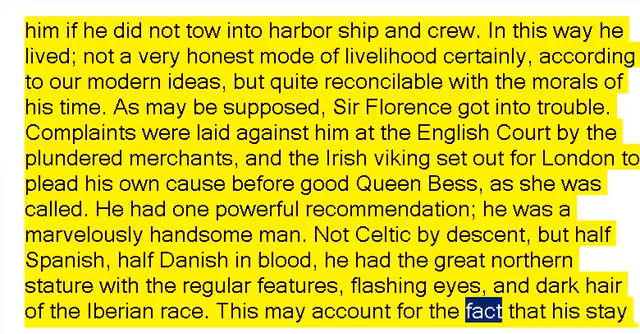 him if he did not tow into harbor ship and crew. In this way he
lived; not a very honest mode of livelihood certainly, according
to our modern ideas, but quite reconcilable with the morals of
his time. As may be supposed, Sir Florence got into trouble.
Complaints were laid against him at the English Court by the
plundered merchants, and the Irish viking set out for London to
plead his own cause before good Queen Bess, as she was
called. He had one powerful recommendation; he was a
marvelously handsome man. Not Celtic by descent, but half
Spanish, half Danish in blood, he had the great northern
stature with the regular features, flashing eyes, and dark hair
of the Iberian race. This may account for the fact that his stay